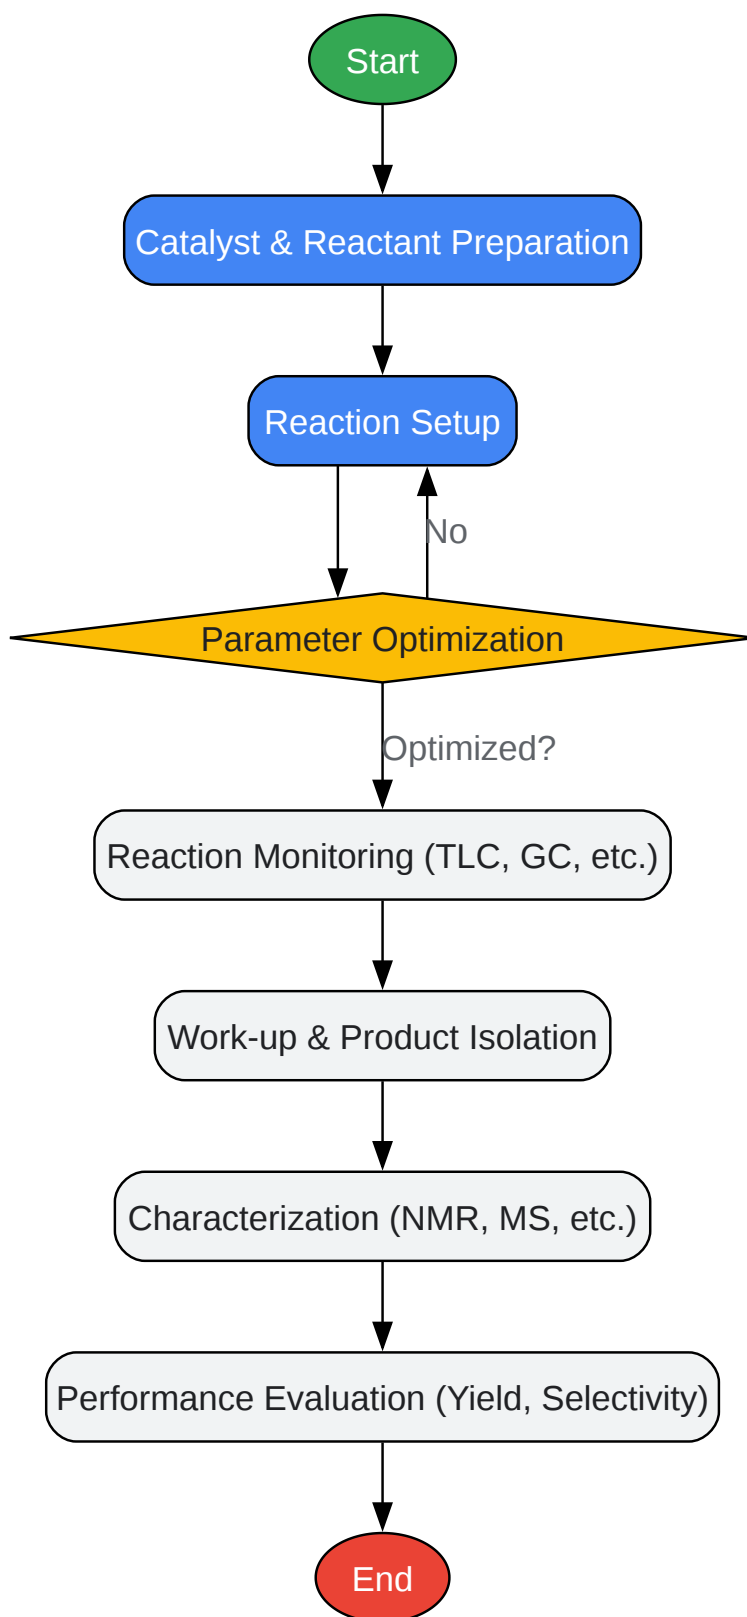 Start
Catalyst & Reactant Preparation
Reaction Setup
No
Parameter Optimization
Optimized?
Reaction Monitoring (TLC, GC, etc.)
Work-up & Product Isolation
Characterization (NMR, MS, etc.)
Performance Evaluation (Yield, Selectivity)
End